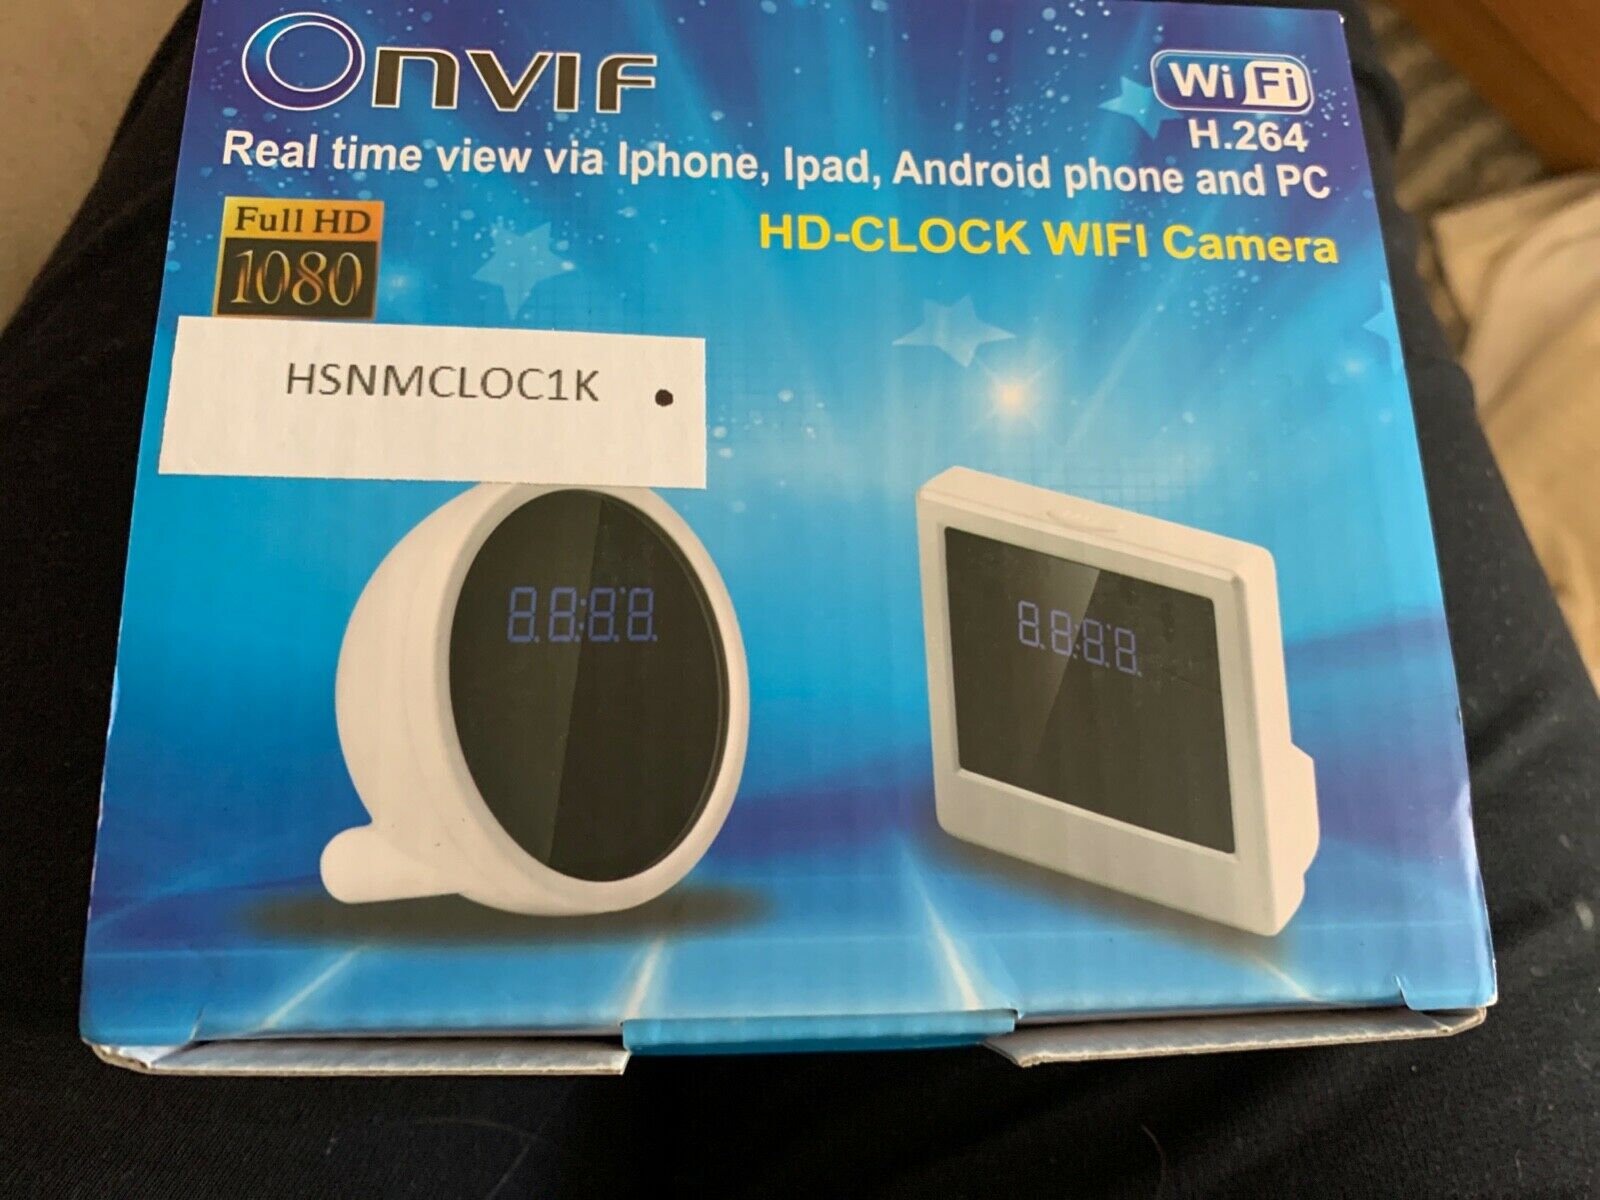 Onvif
WiFi
H.264
Real time view via Iphone, Ipad, Android phone and PC
Full HD
1080
HD-CLOCK WIFI Camera
HSNMCLOC1K
8.8:8.'8.
8.8:8.'8.